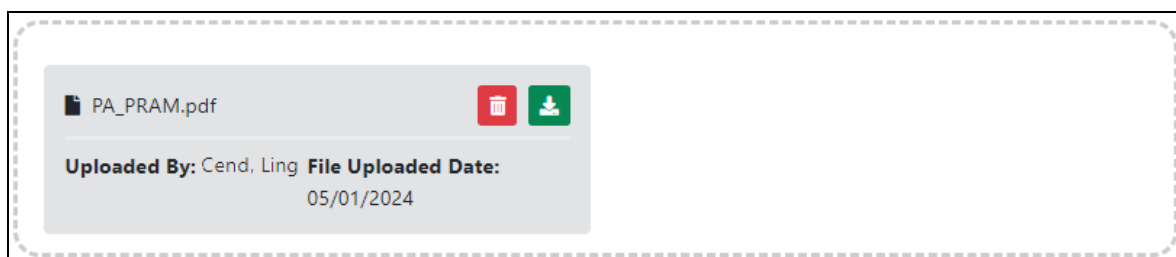 PA_PRAM.pdf
Uploaded By: Cend, Ling File Uploaded Date:
05/01/2024